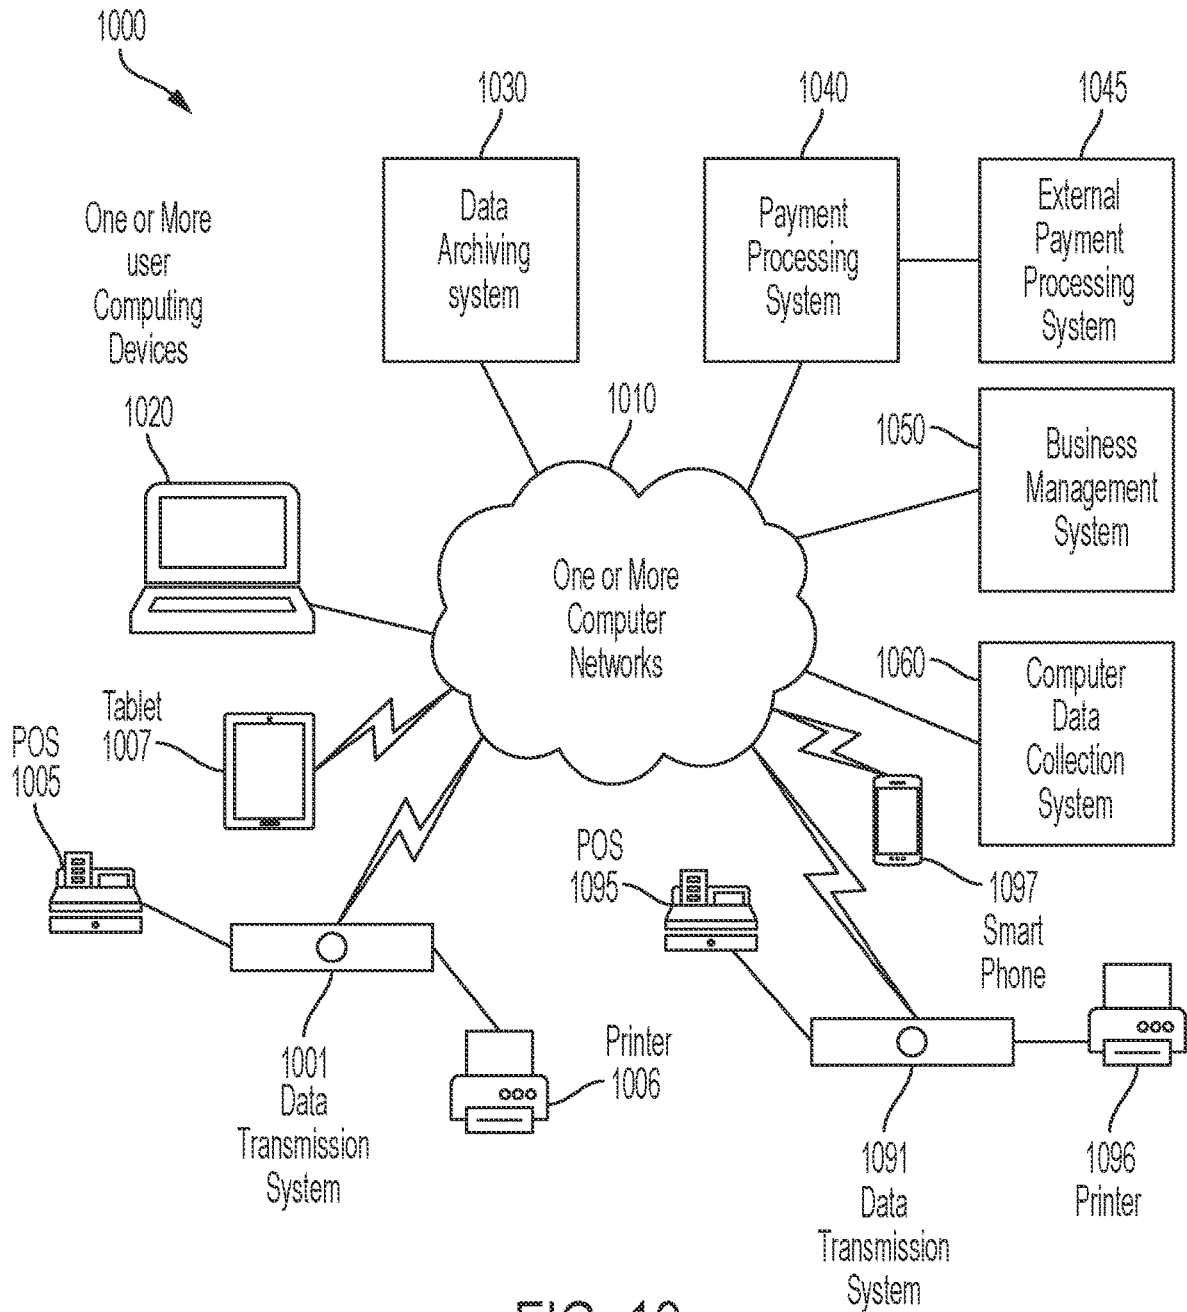 1000
1030
1040
1045
One or More
user
Computing
Devices
Data
Archiving
system
Payment
Processing
System
External
Payment
Processing
System
1020
1010
1050
Business
Management
System
One or More
Computer
Networks
1060
Computer
Data
Collection
System
Tablet
1007
POS
1005
POS
1095
1097
Smart
Phone
1001
Data
Transmission
System
Printer
1006
1091
Data
Transmission
System
1096
Printer